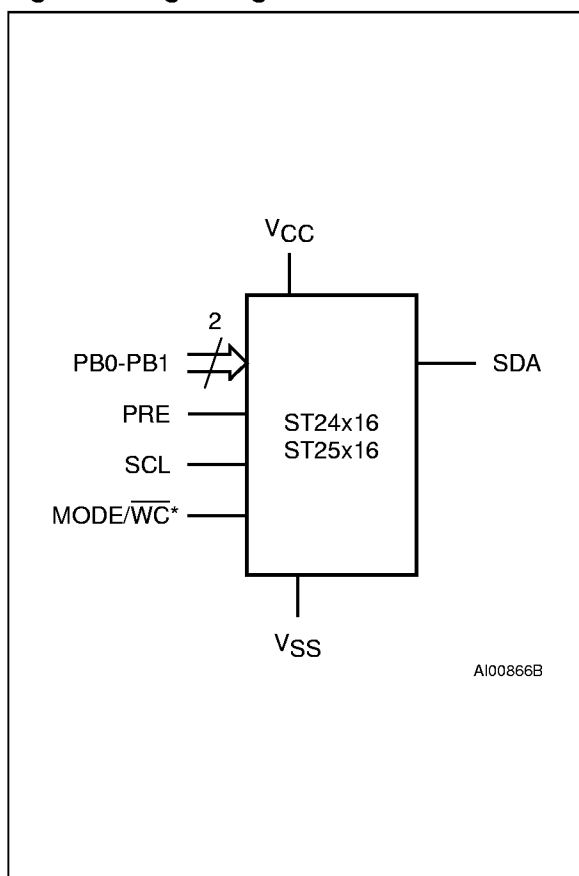 VCC
2
PB0-PB1
SDA
PRE
ST24x16
SCL
ST25x16
MODE/WC*
VSS
AI00866B